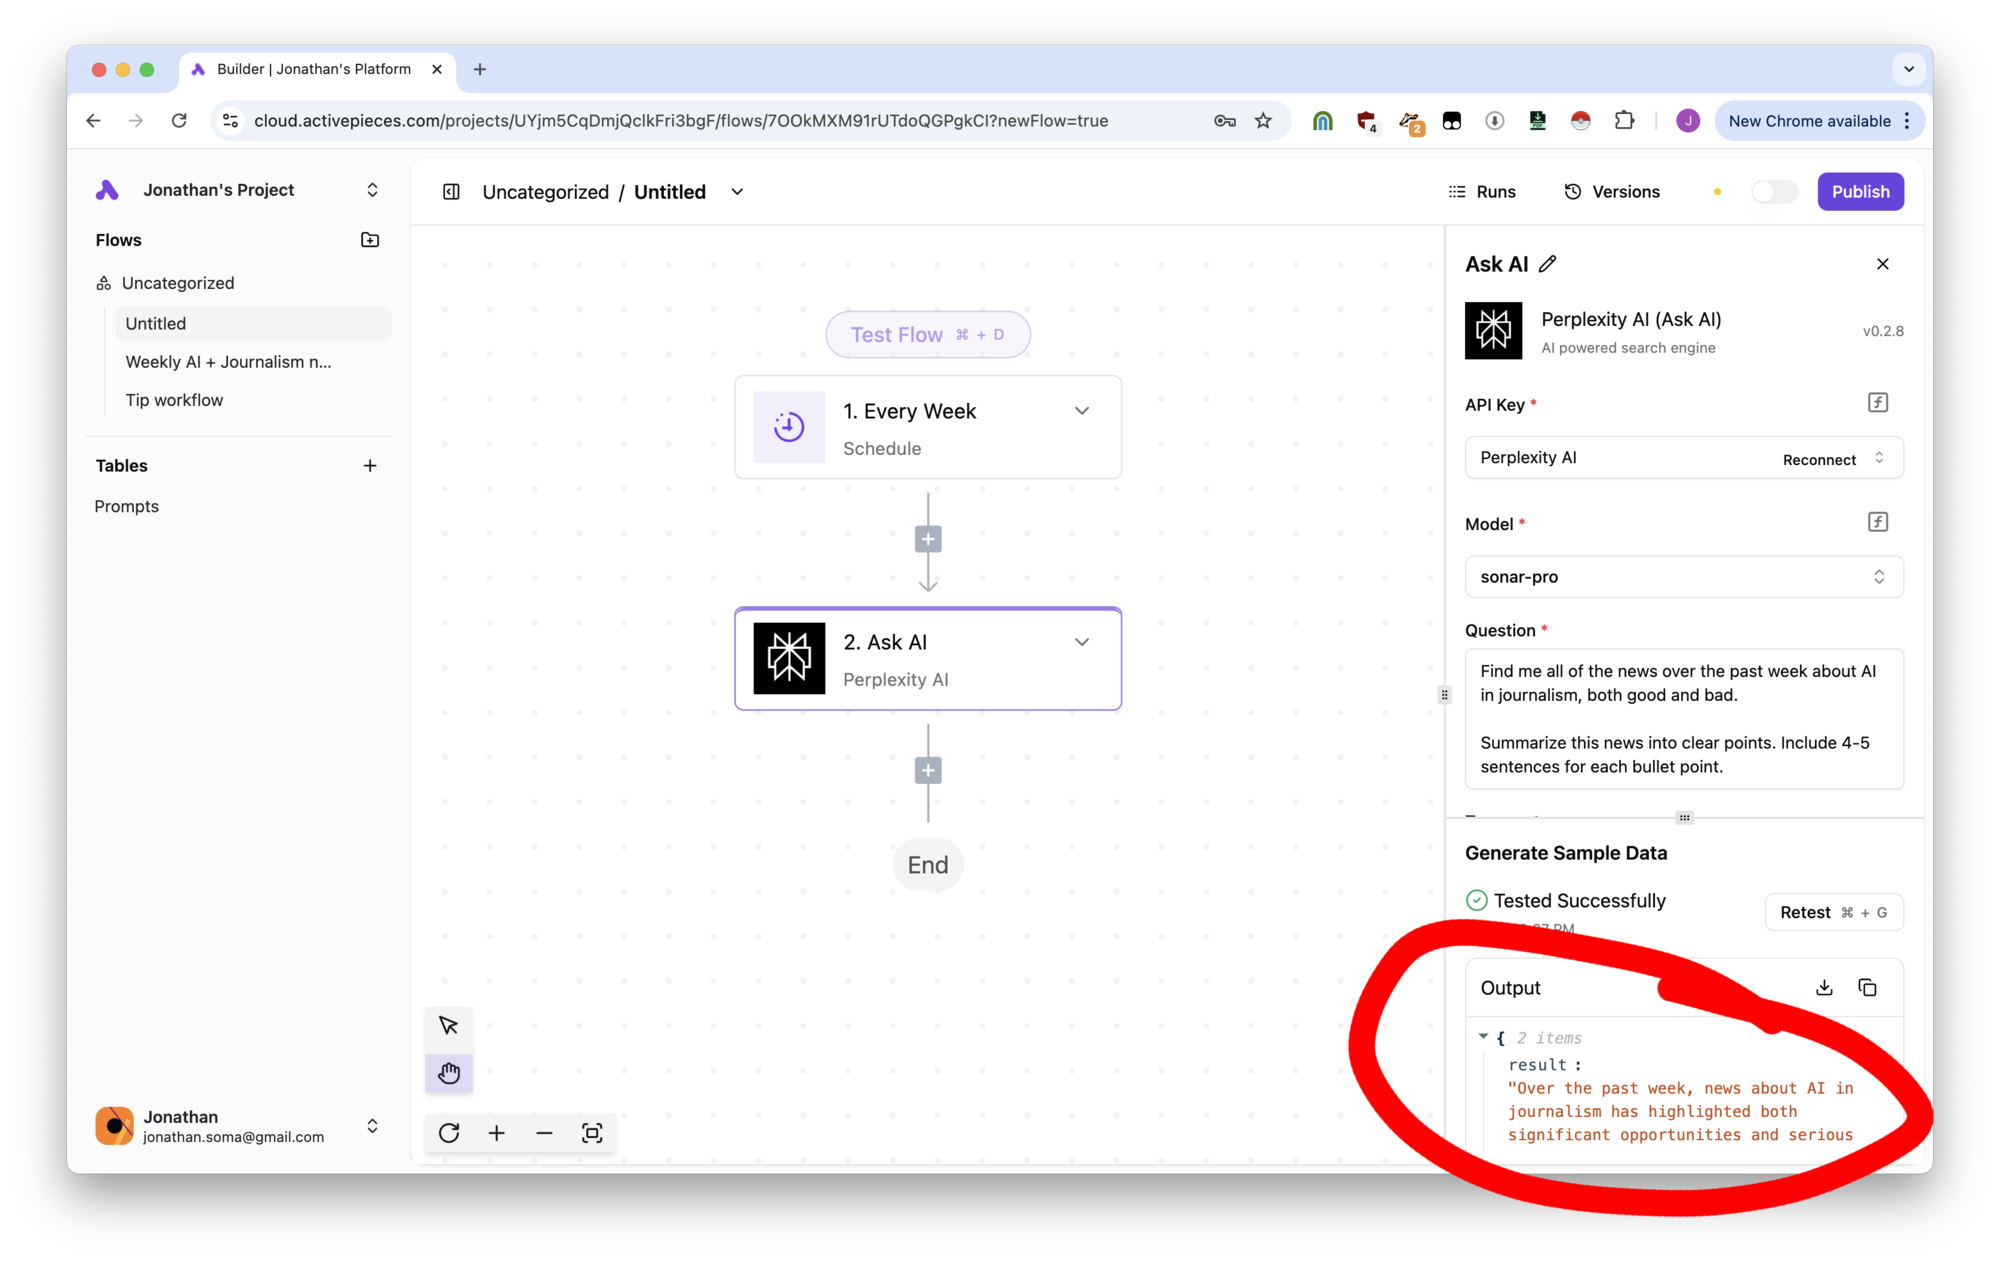 Builder | Jonathan's Platform
cloud.activepieces.com/projects/UYjm5CqDmjQclkFri3bgF/flows/7OOkMXM91rUTdoQGPgkCl?newFlow=true
4
2
J
New Chrome available
Jonathan's Project
Flows
Uncategorized
Untitled
Weekly AI + Journalism n...
Tip workflow
Tables
Prompts
Jonathan
jonathan.soma@gmail.com
Uncategorized / Untitled
Runs
Versions
Publish
Test Flow ⌘ + D
1. Every Week
Schedule
2. Ask AI
Perplexity AI
End
Ask AI
Perplexity AI (Ask AI)
AI powered search engine
v0.2.8
API Key *
Perplexity AI
Reconnect
Model *
sonar-pro
Question *
Find me all of the news over the past week about AI
in journalism, both good and bad.
Summarize this news into clear points. Include 4-5
sentences for each bullet point.
Generate Sample Data
Tested Successfully
PM
Retest ⌘ + G
Output
{ 2 items
result :
"Over the past week, news about AI in
journalism has highlighted both
significant opportunities and serious